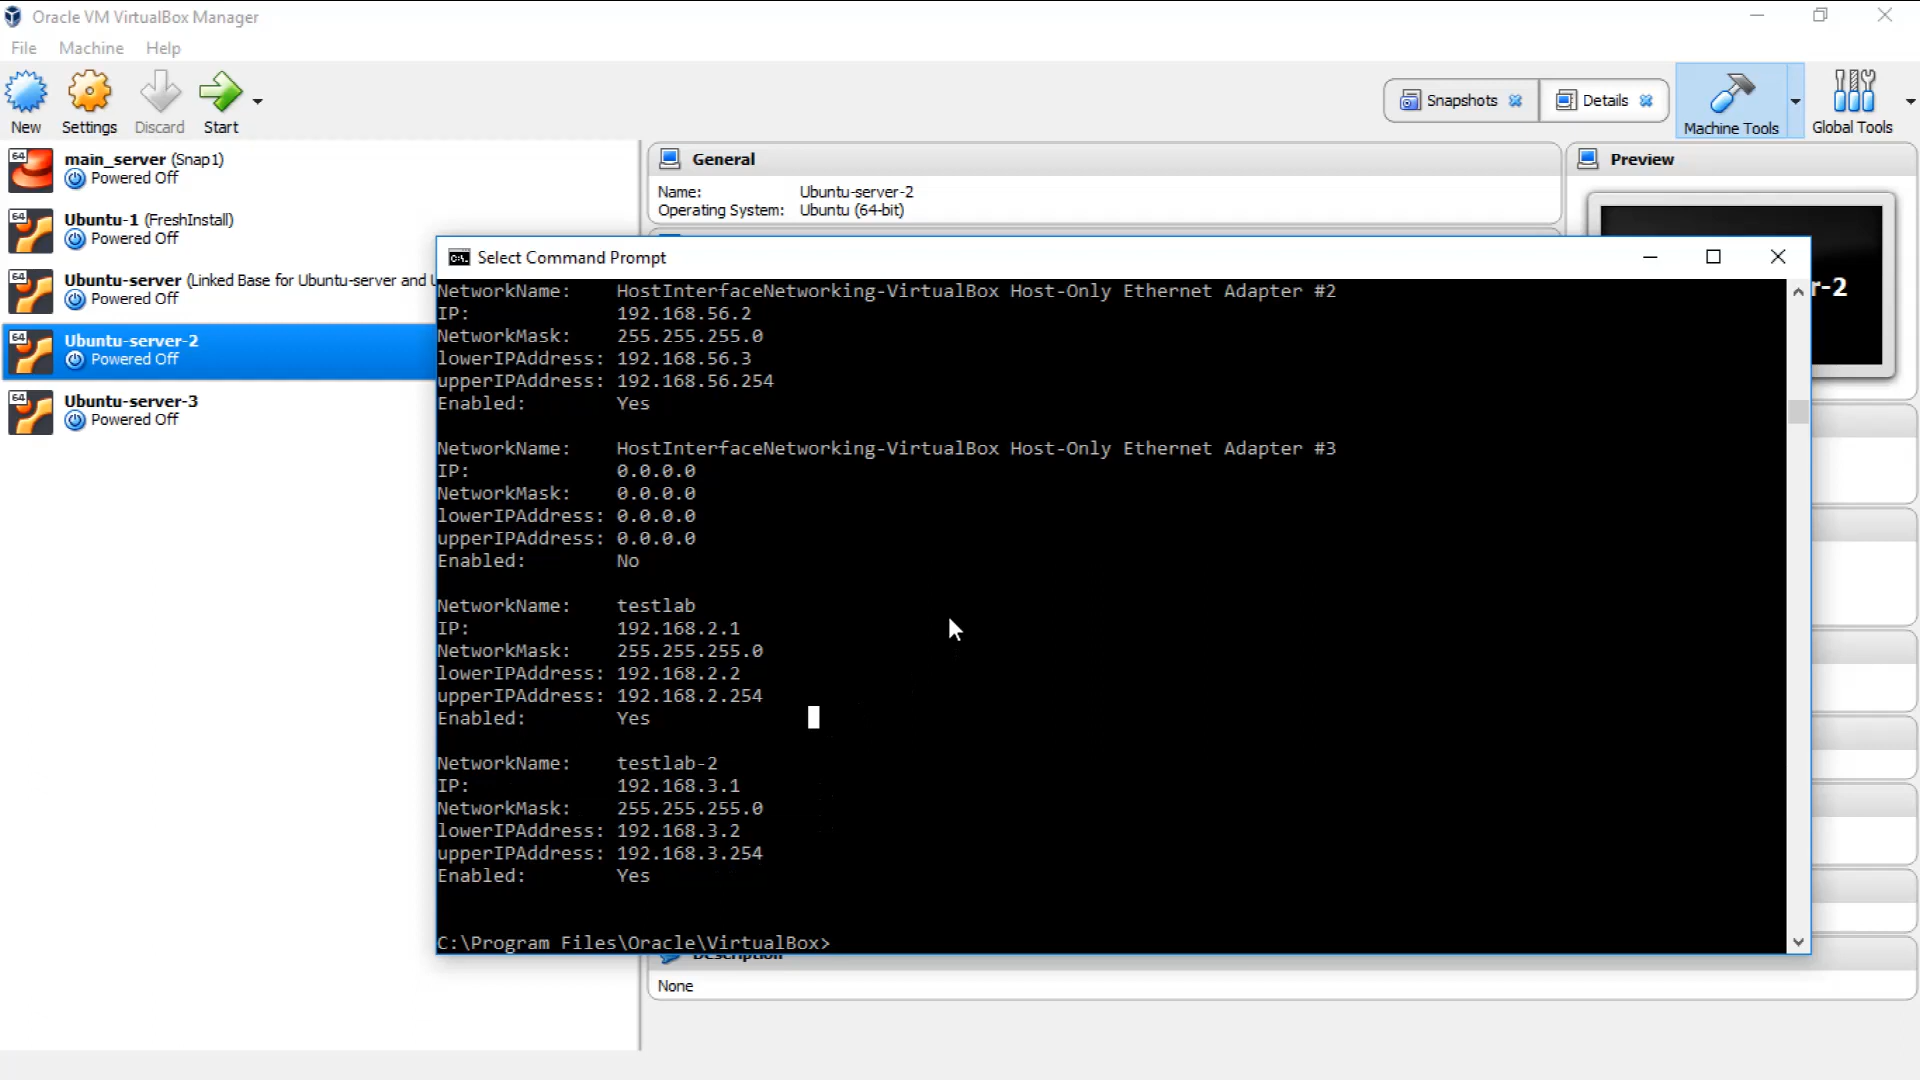 Oracle VM VirtualBox Manager
File Machine Help
New Settings Discard Start
Snapshots Details Machine Tools Global Tools
64 main_server (Snap1)
Powered Off
64 Ubuntu-1 (FreshInstall)
Powered Off
64 Ubuntu-server (Linked Base for Ubuntu-server and U
Powered Off
64 Ubuntu-server-2
Powered Off
64 Ubuntu-server-3
Powered Off
General
Name: Ubuntu-server-2
Operating System: Ubuntu (64-bit)
Preview
r-2
Select Command Prompt
NetworkName: HostInterfaceNetworking-VirtualBox Host-Only Ethernet Adapter #2
IP: 192.168.56.2
NetworkMask: 255.255.255.0
lowerIPAddress: 192.168.56.3
upperIPAddress: 192.168.56.254
Enabled: Yes
NetworkName: HostInterfaceNetworking-VirtualBox Host-Only Ethernet Adapter #3
IP: 0.0.0.0
NetworkMask: 0.0.0.0
lowerIPAddress: 0.0.0.0
upperIPAddress: 0.0.0.0
Enabled: No
NetworkName: testlab
IP: 192.168.2.1
NetworkMask: 255.255.255.0
lowerIPAddress: 192.168.2.2
upperIPAddress: 192.168.2.254
Enabled: Yes
NetworkName: testlab-2
IP: 192.168.3.1
NetworkMask: 255.255.255.0
lowerIPAddress: 192.168.3.2
upperIPAddress: 192.168.3.254
Enabled: Yes
C:\Program Files\Oracle\VirtualBox>
Description
None